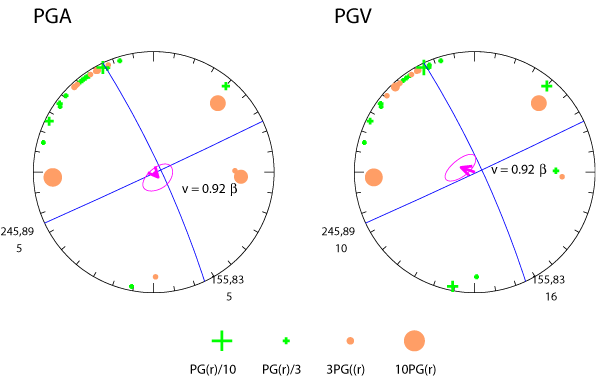 PGA
PGV
v = 0.92 β
v = 0.92 β
245,89
5
155,83
5
245,89
10
155,83
16
PG(r)/10
PG(r)/3
3PG((r)
10PG(r)